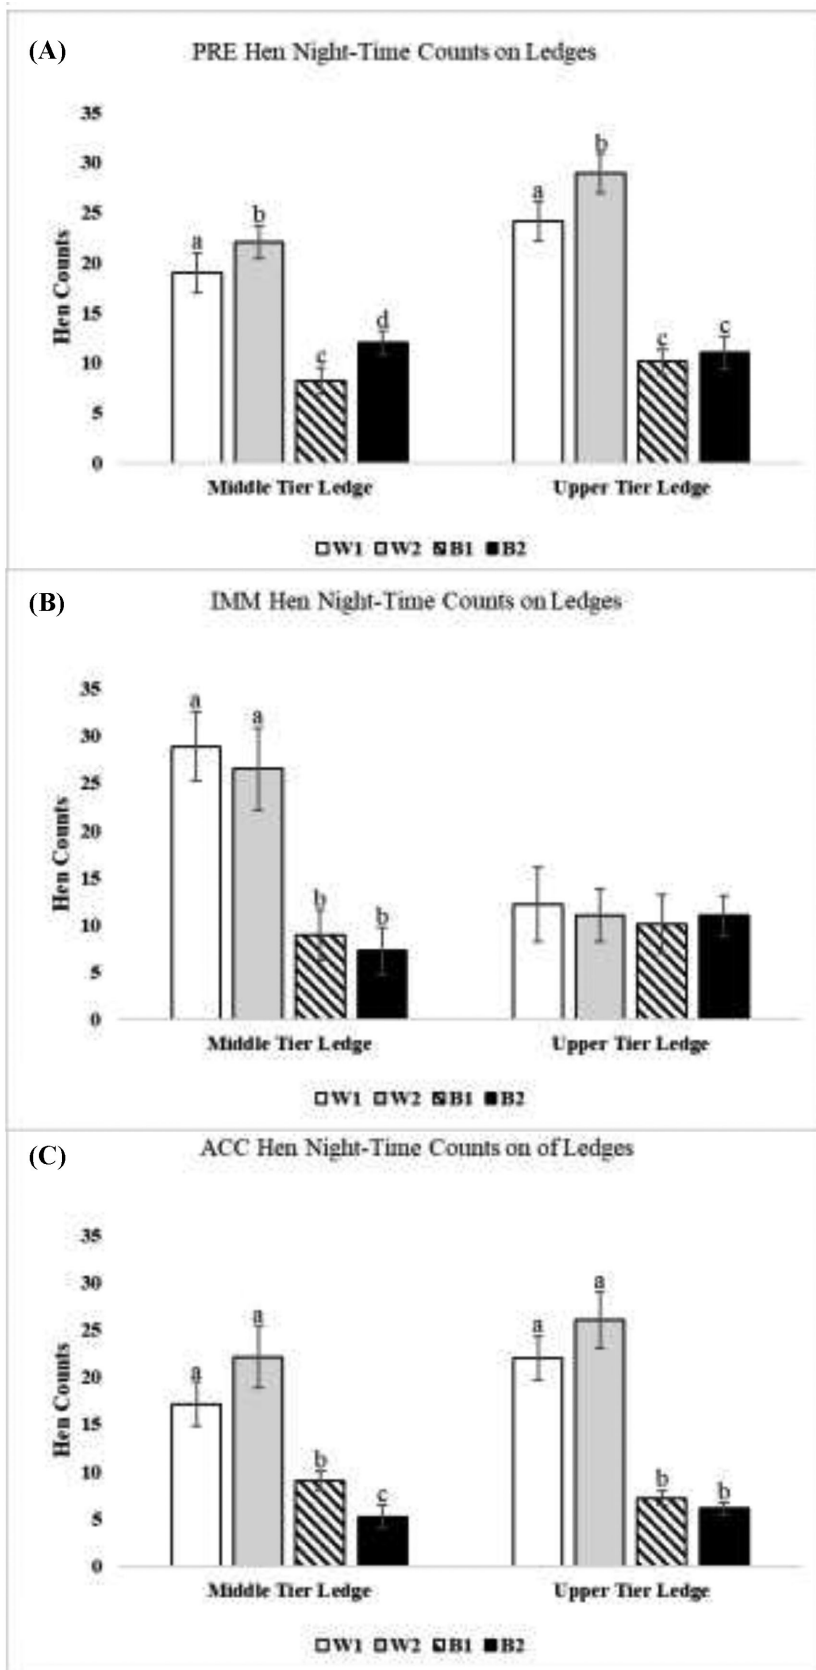 (A)
PRE Hen Night-Time Counts on Ledges
35
30
25
20
15
10
5
0
Hen Counts
a
b
c
d
a
b
c
c
Middle Tier Ledge
Upper Tier Ledge
W1 W2 B1 B2
(B)
IMM Hen Night-Time Counts on Ledges
35
30
25
20
15
10
5
0
Hen Counts
a
a
b
b
Middle Tier Ledge
Upper Tier Ledge
W1 W2 B1 B2
(C)
ACC Hen Night-Time Counts on of Ledges
35
30
25
20
15
10
5
0
Hen Counts
a
a
b
c
a
a
b
b
Middle Tier Ledge
Upper Tier Ledge
W1 W2 B1 B2